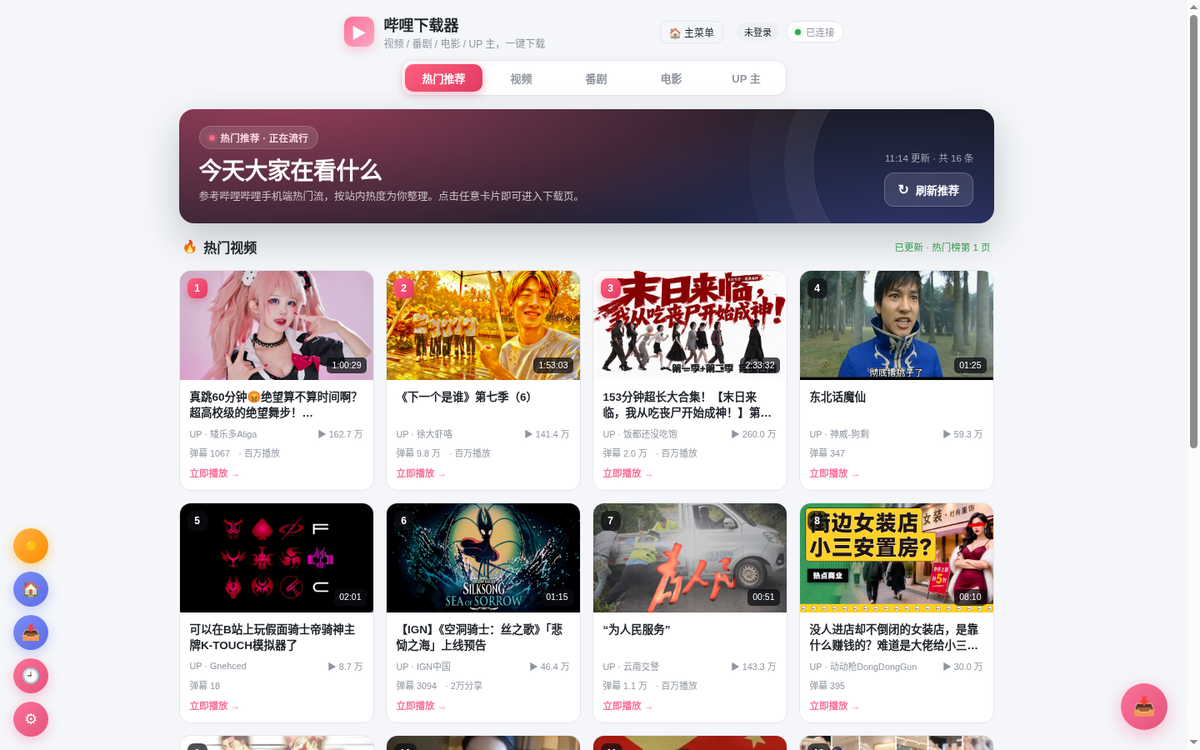 哔哩下载器
视频 / 番剧 / 电影 / UP 主，一键下载
🏠 主菜单
未登录
已连接
热门推荐
视频
番剧
电影
UP 主
热门推荐 · 正在流行
今天大家在看什么
参考哔哩哔哩手机端热门流，按站内热度为你整理。点击任意卡片即可进入下载页。
11:14 更新 · 共 16 条
↻ 刷新推荐
🔥 热门视频
已更新 · 热门榜第 1 页
1
1:00:29
真跳60分钟😡绝望算不算时间啊？
超高校级的绝望舞步！…
UP · 矮乐多Aliga
▶ 162.7 万
弹幕 1067 · 百万播放
立即播放 →
2
1:53:03
《下一个是谁》第七季（6）
UP · 徐大虾咯
▶ 141.4 万
弹幕 9.8 万 · 百万播放
立即播放 →
3
末日来临，
我从吃丧尸开始成神！
2:33:32
153分钟超长大合集！【末日来
临，我从吃丧尸开始成神！】第…
UP · 饭都还没吃饱
▶ 260.0 万
弹幕 2.0 万 · 百万播放
立即播放 →
4
01:25
东北话魔仙
UP · 神威-狗剩
▶ 59.3 万
弹幕 347
立即播放 →
5
02:01
可以在B站上玩假面骑士帝骑神主
牌K-TOUCH模拟器了
UP · Gnehced
▶ 8.7 万
弹幕 18
立即播放 →
6
SILKSONG
SEA OF SORROW
01:15
【IGN】《空洞骑士：丝之歌》「悲
恸之海」上线预告
UP · IGN中国
▶ 46.4 万
弹幕 3094 · 2万分享
立即播放 →
7
为人民
00:51
“为人民服务”
UP · 云南交警
▶ 143.3 万
弹幕 1.1 万 · 百万播放
立即播放 →
8
街边女装店
小三安置房?
热点商业
08:10
没人进店却不倒闭的女装店，是靠
什么赚钱的？难道是大佬给小三…
UP · 动动枪DongDongGun
▶ 30.0 万
弹幕 395
立即播放 →